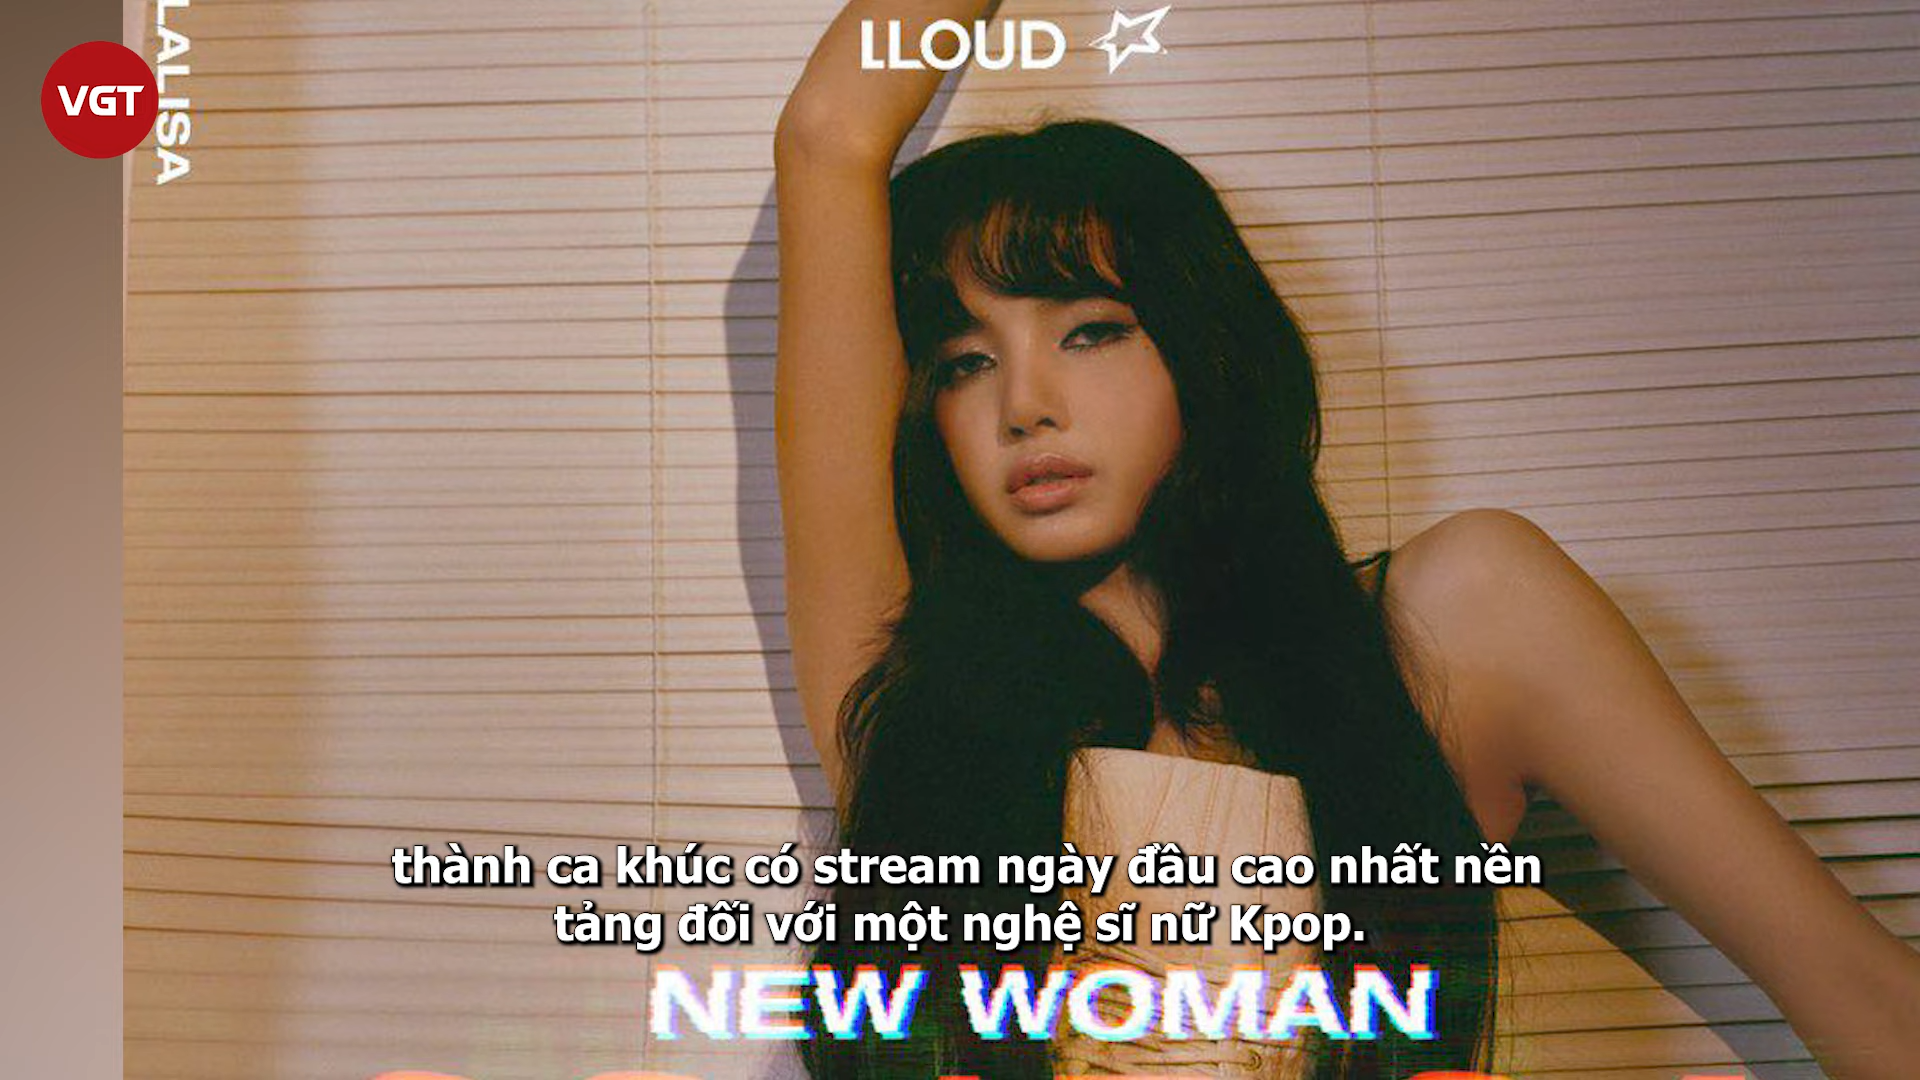 LLOUD
LALISA
VGT
thành ca khúc có stream ngày đầu cao nhất nền
tảng đối với một nghệ sĩ nữ Kpop.
NEW WOMAN